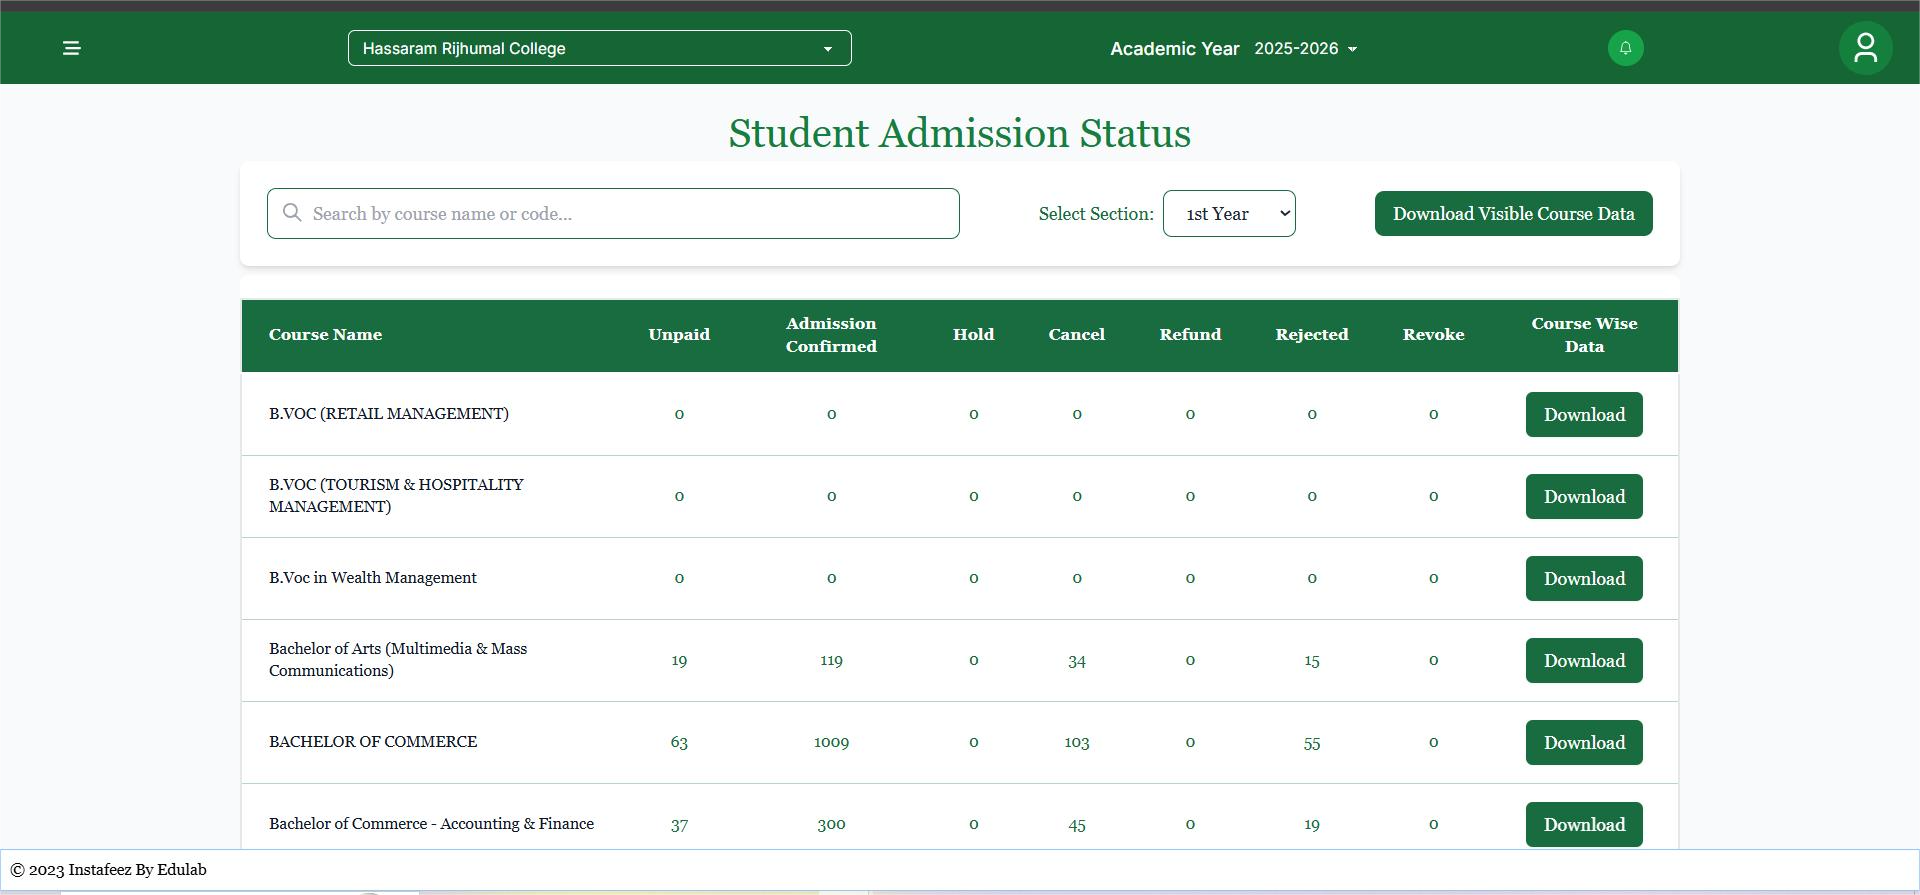 Hassaram Rijhumal College
Academic Year 2025-2026
Student Admission Status
Search by course name or code...
Select Section: 1st Year
Download Visible Course Data
Course Name Unpaid Admission Confirmed Hold Cancel Refund Rejected Revoke Course Wise Data
B.VOC (RETAIL MANAGEMENT) 0 0 0 0 0 0 0 Download
B.VOC (TOURISM & HOSPITALITY MANAGEMENT) 0 0 0 0 0 0 0 Download
B.Voc in Wealth Management 0 0 0 0 0 0 0 Download
Bachelor of Arts (Multimedia & Mass Communications) 19 119 0 34 0 15 0 Download
BACHELOR OF COMMERCE 63 1009 0 103 0 55 0 Download
Bachelor of Commerce - Accounting & Finance 37 300 0 45 0 19 0 Download
© 2023 Instafeez By Edulab